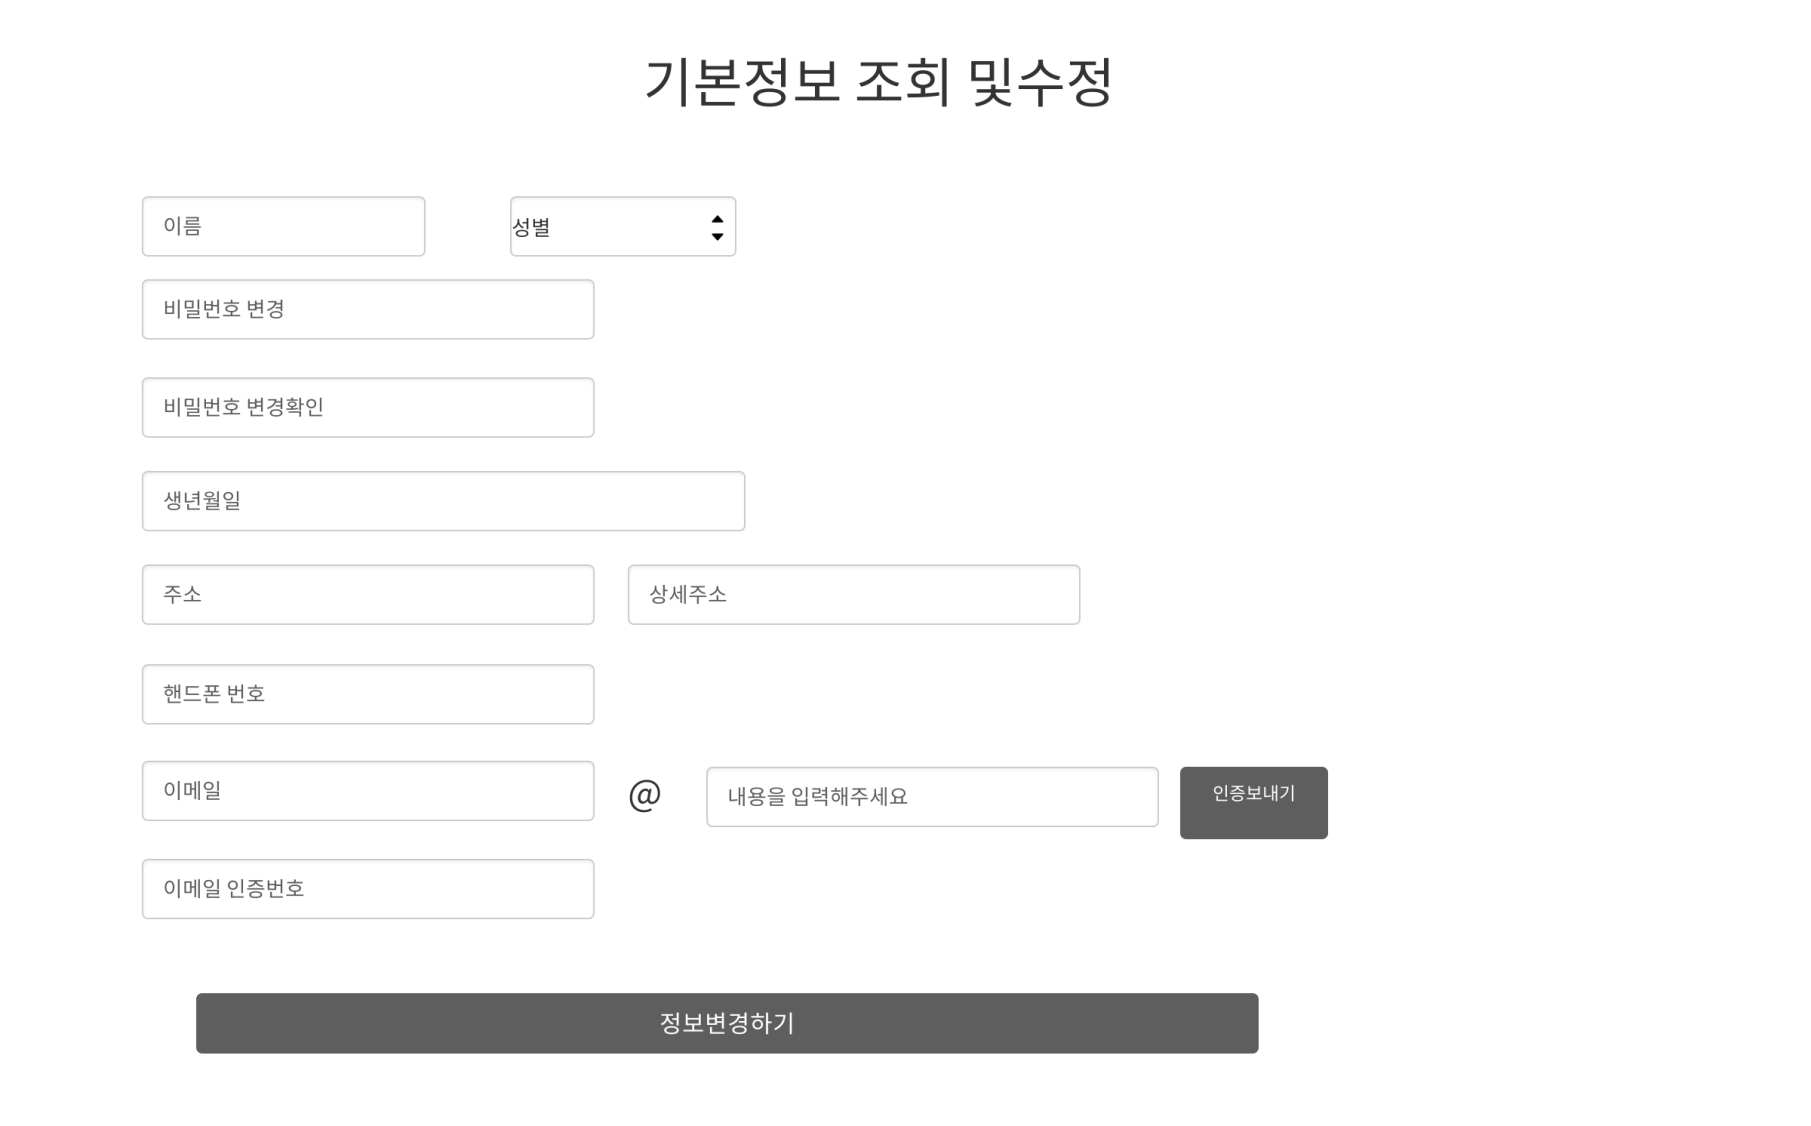 기본정보 조회 및수정
이름
성별
비밀번호 변경
비밀번호 변경확인
생년월일
주소
상세주소
핸드폰 번호
이메일
@
내용을 입력해주세요
인증보내기
이메일 인증번호
정보변경하기